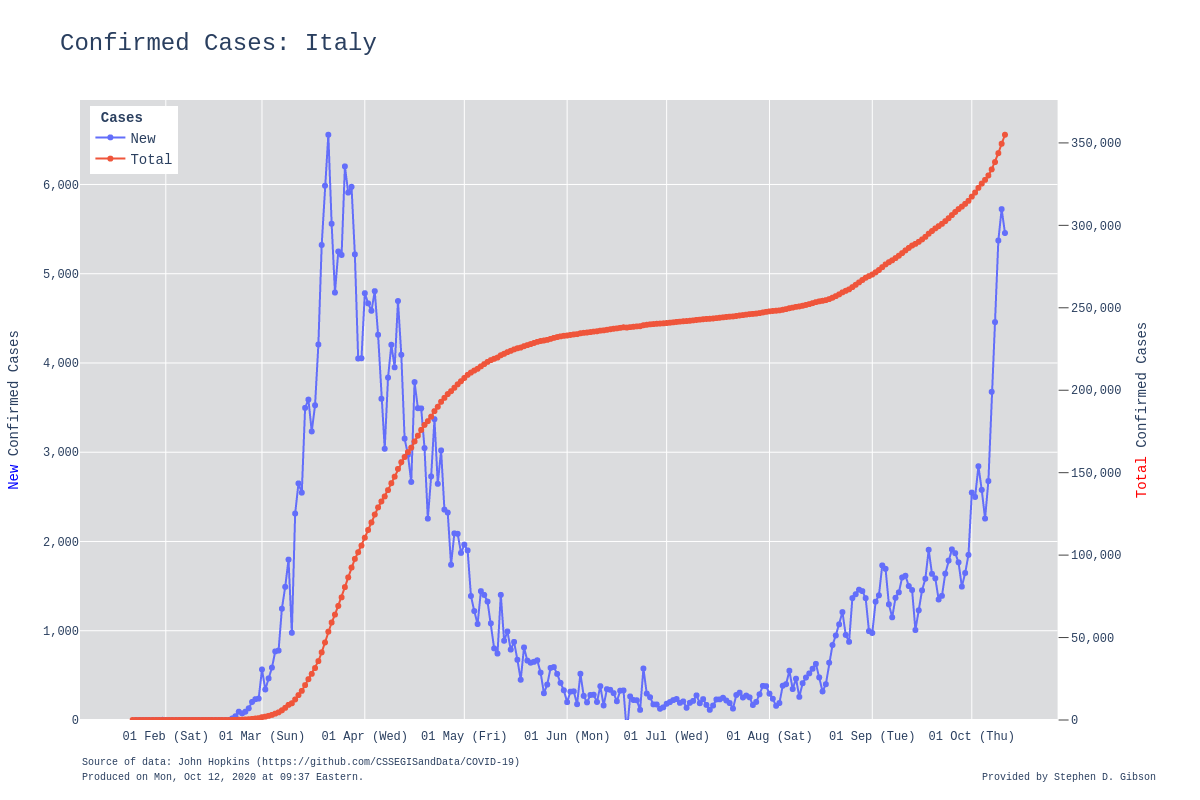 Confirmed Cases: Italy
Cases
New
Total
6,000
5,000
4,000
3,000
2,000
1,000
0
350,000
300,000
250,000
200,000
150,000
100,000
50,000
0
New Confirmed Cases
Total Confirmed Cases
01 Feb (Sat) 01 Mar (Sun) 01 Apr (Wed) 01 May (Fri) 01 Jun (Mon) 01 Jul (Wed) 01 Aug (Sat) 01 Sep (Tue) 01 Oct (Thu)
Source of data: John Hopkins (https://github.com/CSSEGISandData/COVID-19)
Produced on Mon, Oct 12, 2020 at 09:37 Eastern.
Provided by Stephen D. Gibson